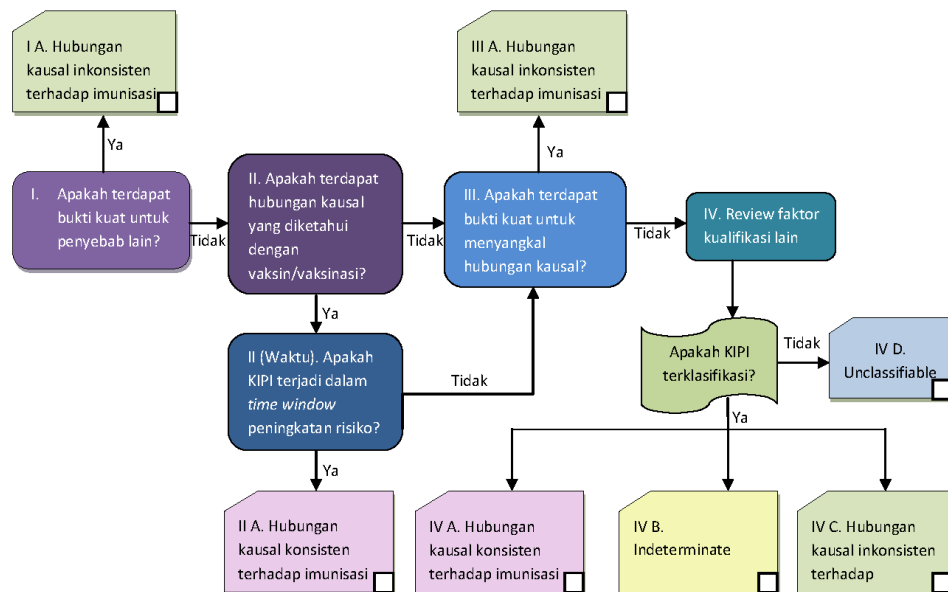 I A. Hubungan
kausal inkonsisten
terhadap imunisasi
III A. Hubungan
kausal inkonsisten
terhadap imunisasi
Ya
Ya
I. Apakah terdapat
bukti kuat untuk
penyebab lain?
Tidak
II. Apakah terdapat
hubungan kausal
yang diketahui
dengan
vaksin/vaksinasi?
Tidak
III. Apakah terdapat
bukti kuat untuk
menyangkal
hubungan kausal?
Tidak
IV. Review faktor
kualifikasi lain
Ya
II (Waktu). Apakah
KIPI terjadi dalam
time window
peningkatan risiko?
Tidak
Apakah KIPI
terklasifikasi?
Tidak
IV D.
Unclassifiable
Ya
Ya
II A. Hubungan
kausal konsisten
terhadap imunisasi
IV A. Hubungan
kausal konsisten
terhadap imunisasi
IV B.
Indeterminate
IV C. Hubungan
kausal inkonsisten
terhadap